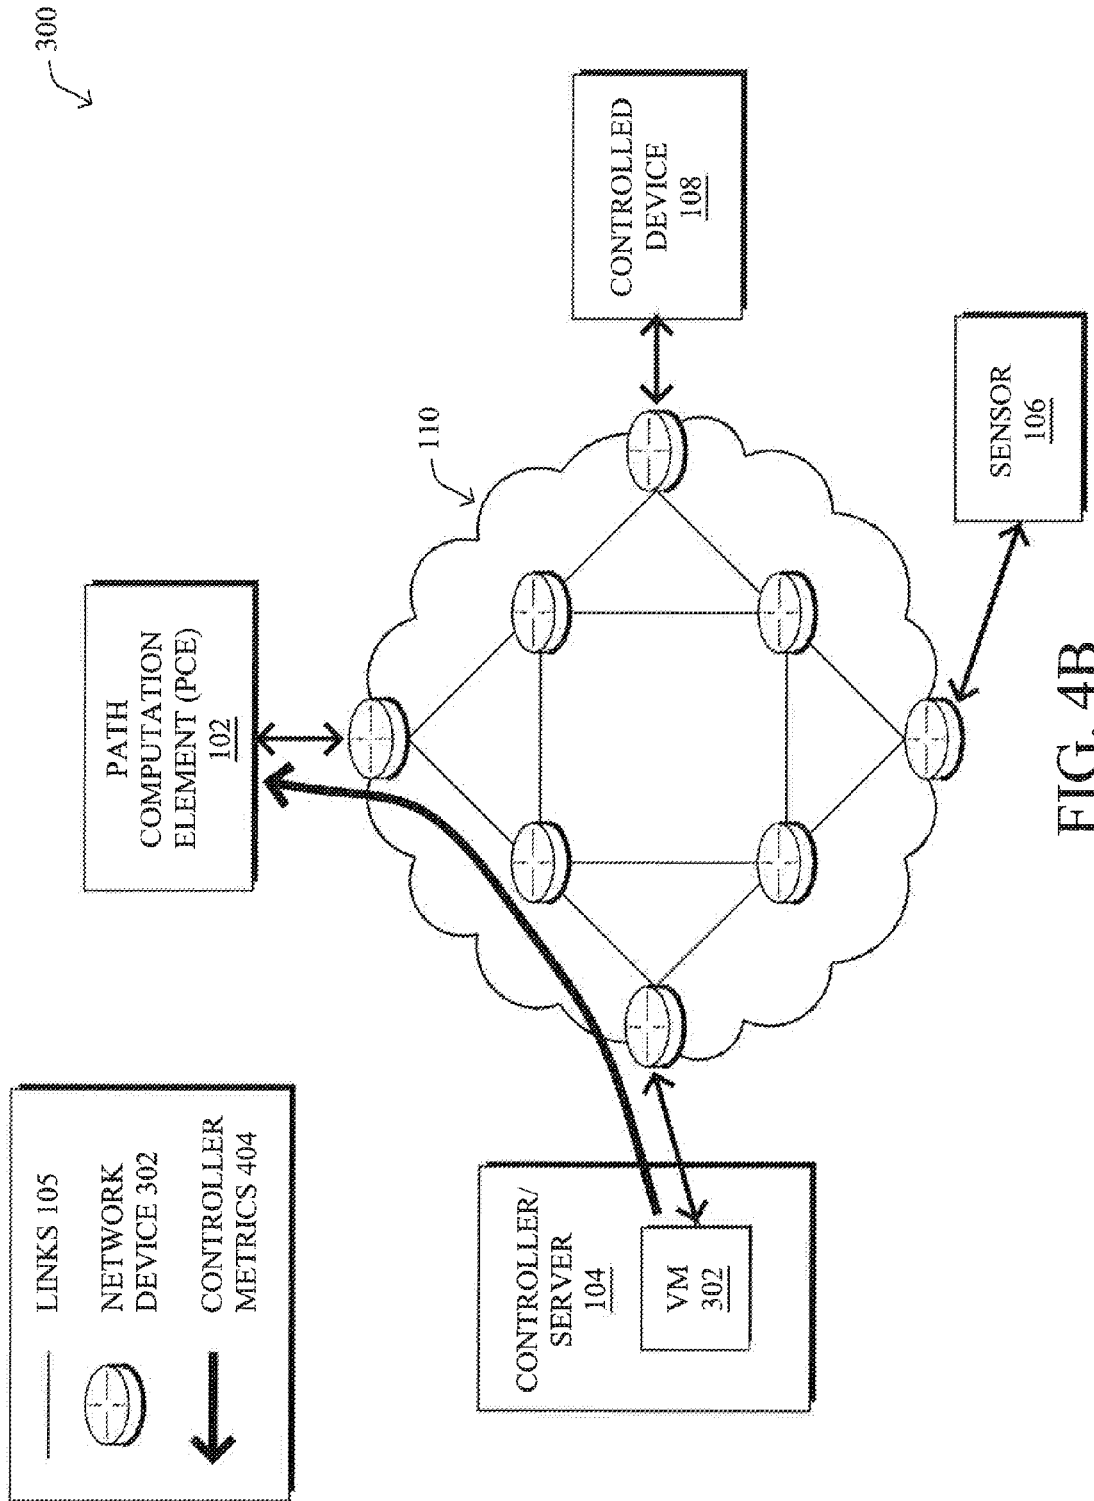 300
LINKS 105
NETWORK
DEVICE 302
CONTROLLER
METRICS 404
PATH
COMPUTATION
ELEMENT (PCE)
102
110
CONTROLLER/
SERVER
104
VM
302
CONTROLLED
DEVICE
108
SENSOR
106
FIG. 4B